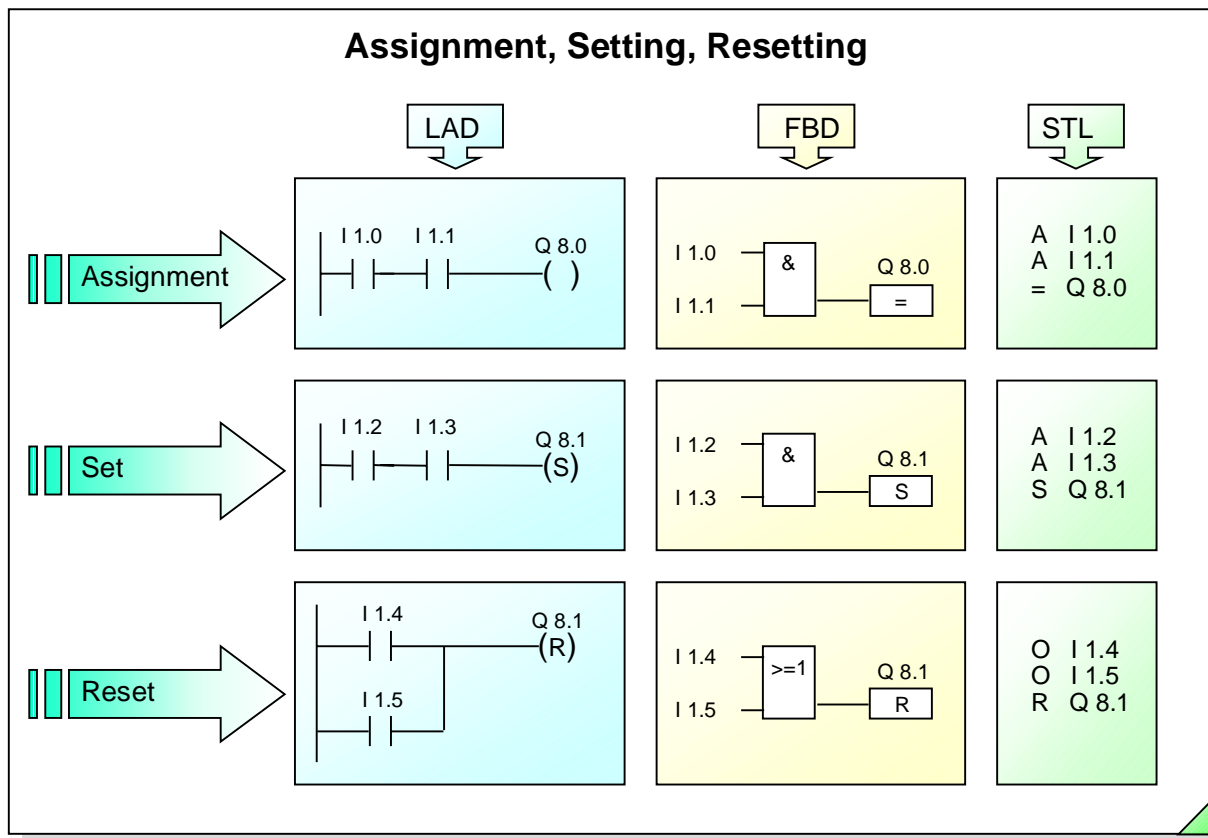 Assignment, Setting, Resetting
LAD
FBD
STL
Assignment
I 1.0 I 1.1 Q 8.0
( )
I 1.0
I 1.1
&
Q 8.0
=
A I 1.0
A I 1.1
= Q 8.0
Set
I 1.2 I 1.3 Q 8.1
(S)
I 1.2
I 1.3
&
Q 8.1
S
A I 1.2
A I 1.3
S Q 8.1
Reset
I 1.4 Q 8.1
(R)
I 1.5
I 1.4
I 1.5
>=1
Q 8.1
R
O I 1.4
O I 1.5
R Q 8.1